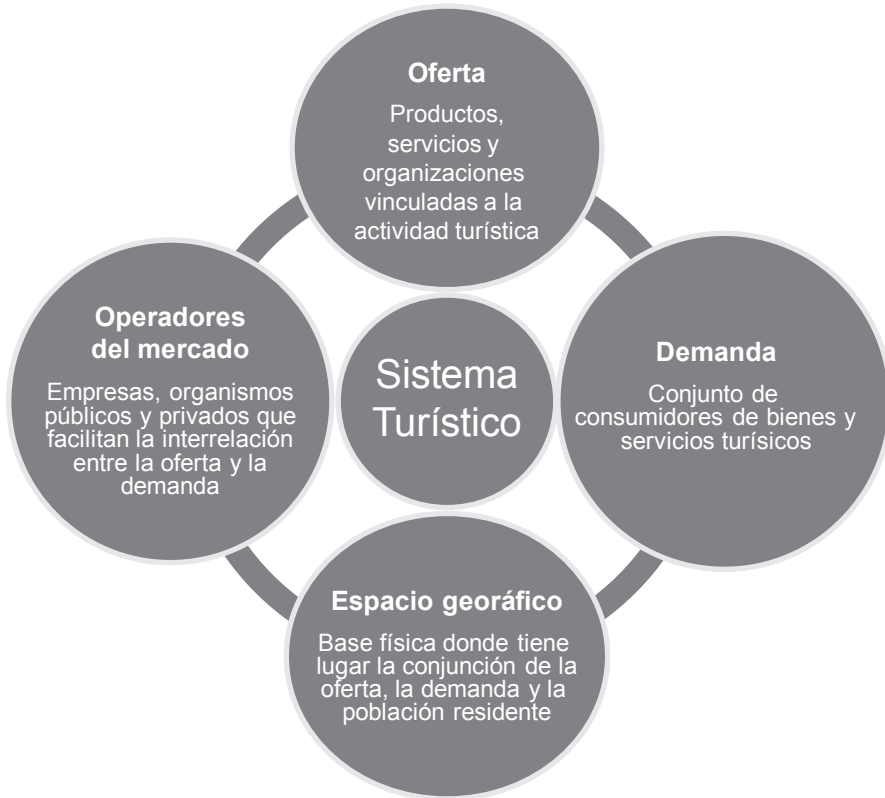 Oferta
Productos,
servicios y
organizaciones
vinculadas a la
actividad turística
Operadores
del mercado
Empresas, organismos
públicos y privados que
facilitan la interrelación
entre la oferta y la
demanda
Sistema
Turístico
Demanda
Conjunto de
consumidores de bienes y
servicios turísicos
Espacio georáfico
Base física donde tiene
lugar la conjunción de la
oferta, la demanda y la
población residente